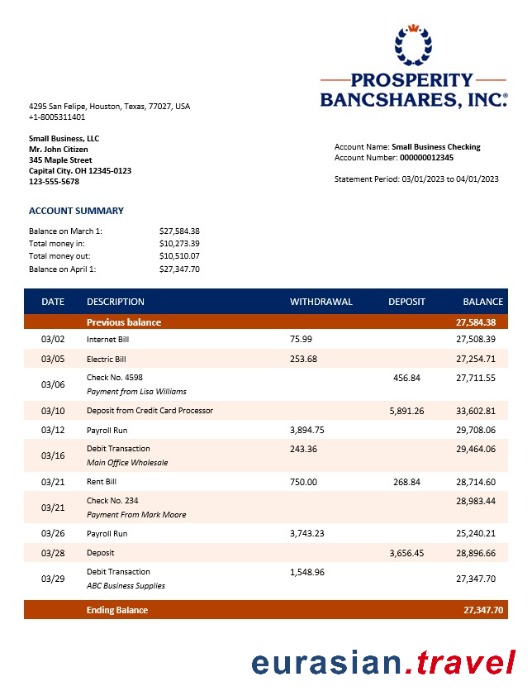 PROSPERITY
BANCSHARES, INC.®
4295 San Felipe, Houston, Texas, 77027, USA
+1-8005311401
Small Business, LLC
Mr. John Citizen
345 Maple Street
Capital City. OH 12345-0123
123-555-5678
Account Name: Small Business Checking
Account Number: 000000012345
Statement Period: 03/01/2023 to 04/01/2023
ACCOUNT SUMMARY
Balance on March 1: $27,584.38
Total money in: $10,273.39
Total money out: $10,510.07
Balance on April 1: $27,347.70
DATE DESCRIPTION WITHDRAWAL DEPOSIT BALANCE
Previous balance 27,584.38
03/02 Internet Bill 75.99 27,508.39
03/05 Electric Bill 253.68 27,254.71
03/06 Check No. 4598 456.84 27,711.55
Payment from Lisa Williams
03/10 Deposit from Credit Card Processor 5,891.26 33,602.81
03/12 Payroll Run 3,894.75 29,708.06
03/16 Debit Transaction 243.36 29,464.06
Main Office Wholesale
03/21 Rent Bill 750.00 268.84 28,714.60
03/21 Check No. 234 28,983.44
Payment From Mark Moore
03/26 Payroll Run 3,743.23 25,240.21
03/28 Deposit 3,656.45 28,896.66
03/29 Debit Transaction 1,548.96 27,347.70
ABC Business Supplies
Ending Balance 27,347.70
eurasian.travel